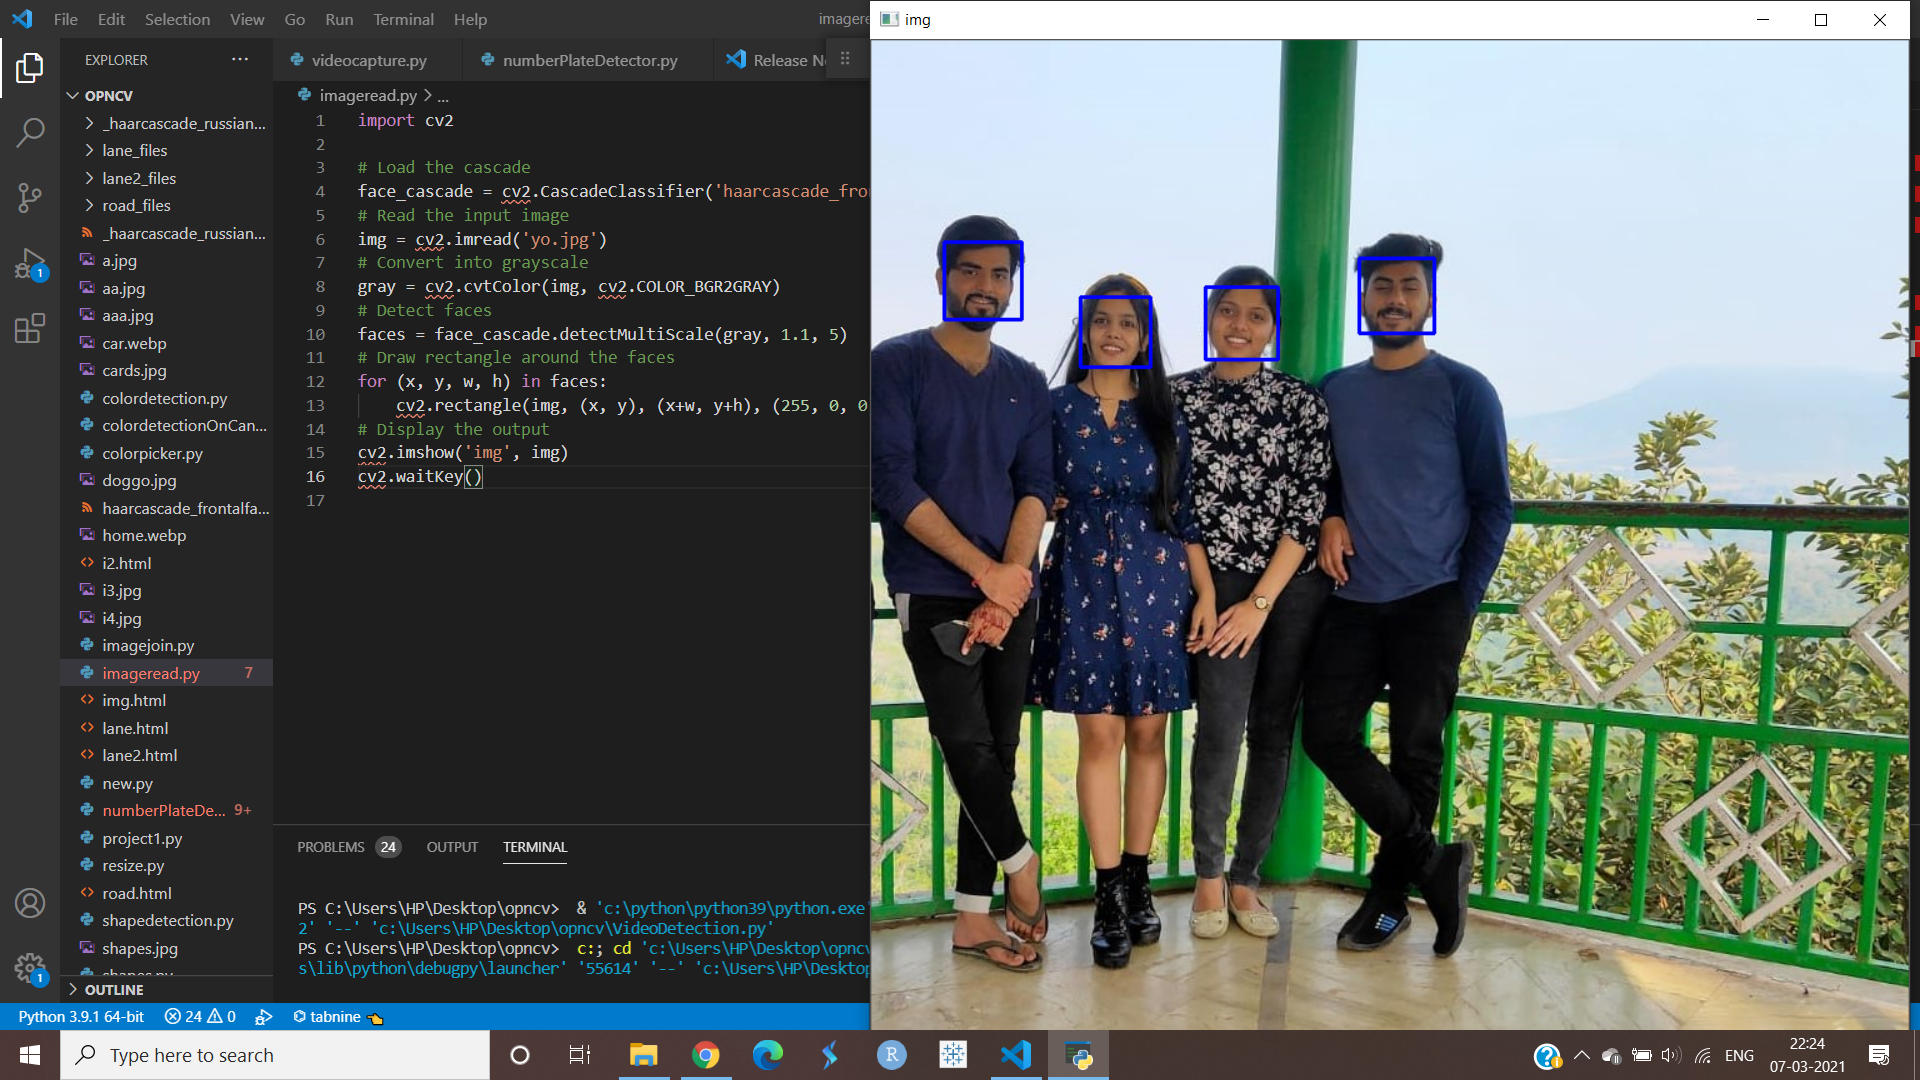 File Edit Selection View Go Run Terminal Help
imagere
img
EXPLORER
videocapture.py
numberPlateDetector.py
Release N
OPNCV
_haarcascade_russian...
lane_files
lane2_files
road_files
_haarcascade_russian...
a.jpg
aa.jpg
aaa.jpg
car.webp
cards.jpg
colordetection.py
colordetectionOnCan...
colorpicker.py
doggo.jpg
haarcascade_frontalfa...
home.webp
i2.html
i3.jpg
i4.jpg
imagejoin.py
imageread.py 7
img.html
lane.html
lane2.html
new.py
numberPlateDe... 9+
project1.py
resize.py
road.html
shapedetection.py
shapes.jpg
shapes.py
OUTLINE
1
1
imageread.py > ...
1 import cv2
2
3 # Load the cascade
4 face_cascade = cv2.CascadeClassifier('haarcascade_fro
5 # Read the input image
6 img = cv2.imread('yo.jpg')
7 # Convert into grayscale
8 gray = cv2.cvtColor(img, cv2.COLOR_BGR2GRAY)
9 # Detect faces
10 faces = face_cascade.detectMultiScale(gray, 1.1, 5)
11 # Draw rectangle around the faces
12 for (x, y, w, h) in faces:
13 cv2.rectangle(img, (x, y), (x+w, y+h), (255, 0, 0
14 # Display the output
15 cv2.imshow('img', img)
16 cv2.waitKey()
17
PROBLEMS 24 OUTPUT TERMINAL
PS C:\Users\HP\Desktop\opncv> & 'c:\python\python39\python.exe
2' '--' 'c:\Users\HP\Desktop\opncv\VideoDetection.py'
PS C:\Users\HP\Desktop\opncv> c:; cd 'c:\Users\HP\Desktop\opncv
s\lib\python\debugpy\launcher' '55614' '--' 'c:\Users\HP\Desktop
Python 3.9.1 64-bit 24 0 tabnine
Type here to search
R
ENG
22:24
07-03-2021